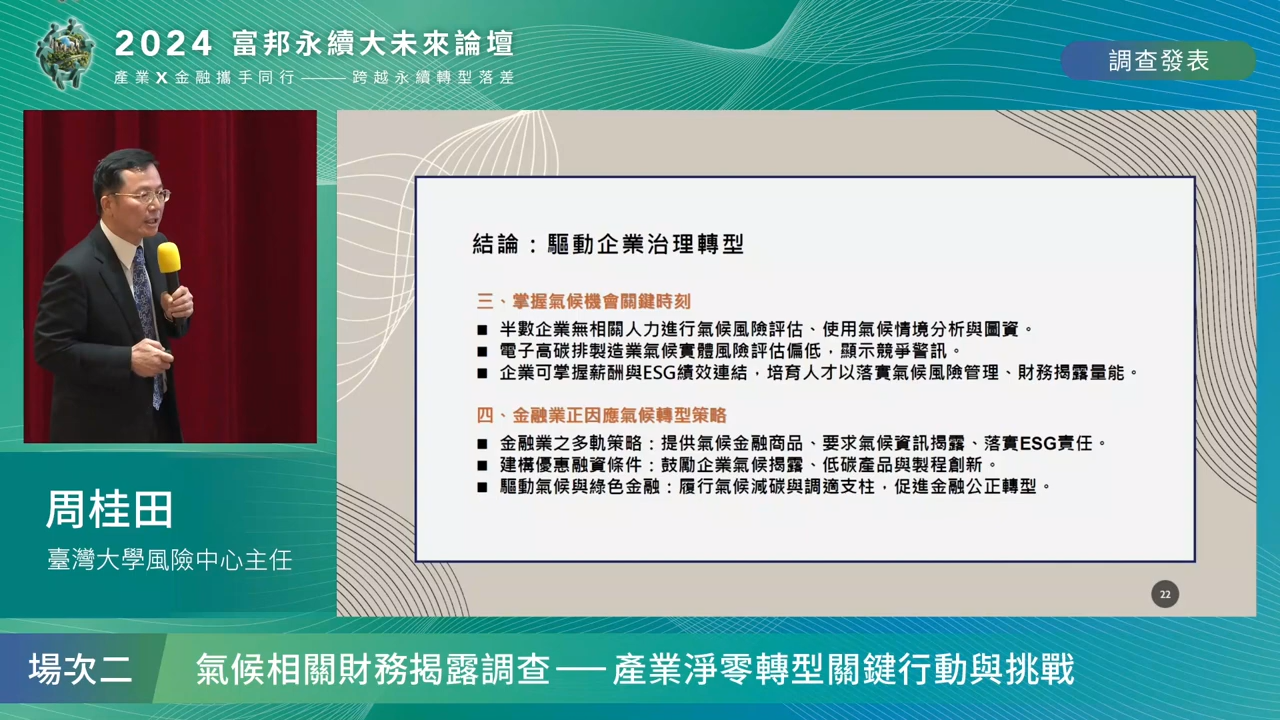 2024 富邦永續大未來論壇
產業X金融攜手同行——跨越永續轉型落差
調查發表
結論：驅動企業治理轉型
三、掌握氣候機會關鍵時刻
■ 半數企業無相關人力進行氣候風險評估、使用氣候情境分析與圖資。
■ 電子高碳排製造業氣候實體風險評估偏低，顯示競爭警訊。
■ 企業可掌握薪酬與ESG績效連結，培育人才以落實氣候風險管理、財務揭露量能。
四、金融業正因應氣候轉型策略
■ 金融業之多軌策略：提供氣候金融商品、要求氣候資訊揭露、落實ESG責任。
■ 建構優惠融資條件：鼓勵企業氣候揭露、低碳產品與製程創新。
■ 驅動氣候與綠色金融：履行氣候減碳與調適支柱，促進金融公正轉型。
22
周桂田
臺灣大學風險中心主任
場次二
氣候相關財務揭露調查——產業淨零轉型關鍵行動與挑戰